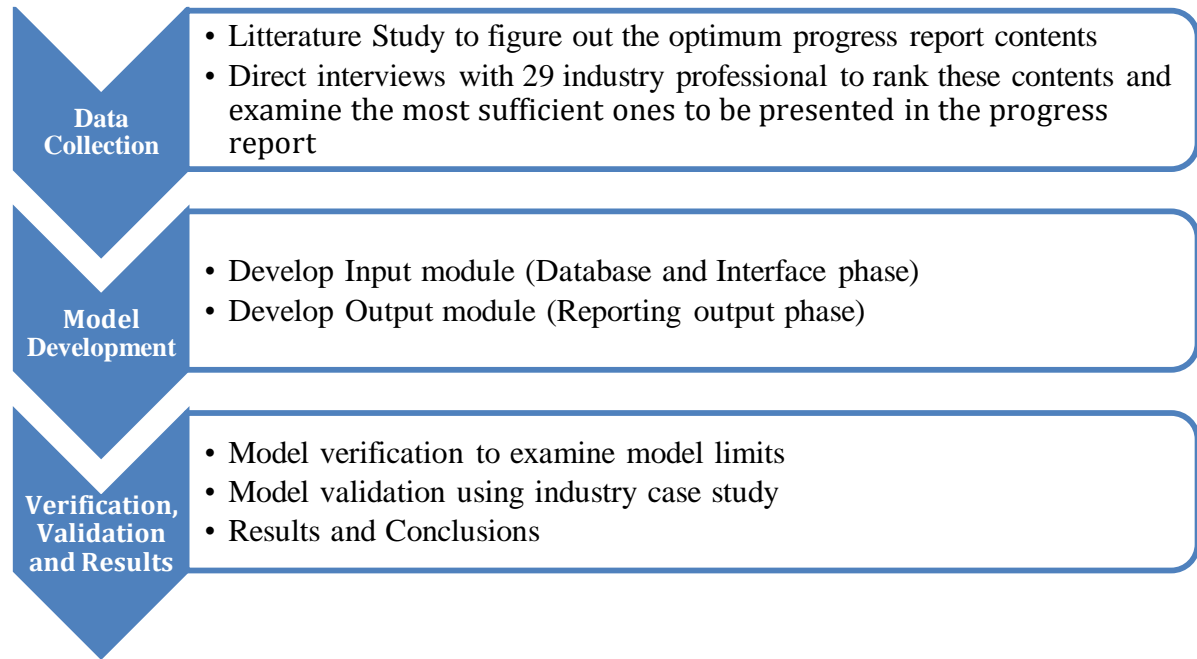 Data
Collection
• Litterature Study to figure out the optimum progress report contents
• Direct interviews with 29 industry professional to rank these contents and
examine the most sufficient ones to be presented in the progress
report
Model
Development
• Develop Input module (Database and Interface phase)
• Develop Output module (Reporting output phase)
Verification,
Validation
and Results
• Model verification to examine model limits
• Model validation using industry case study
• Results and Conclusions